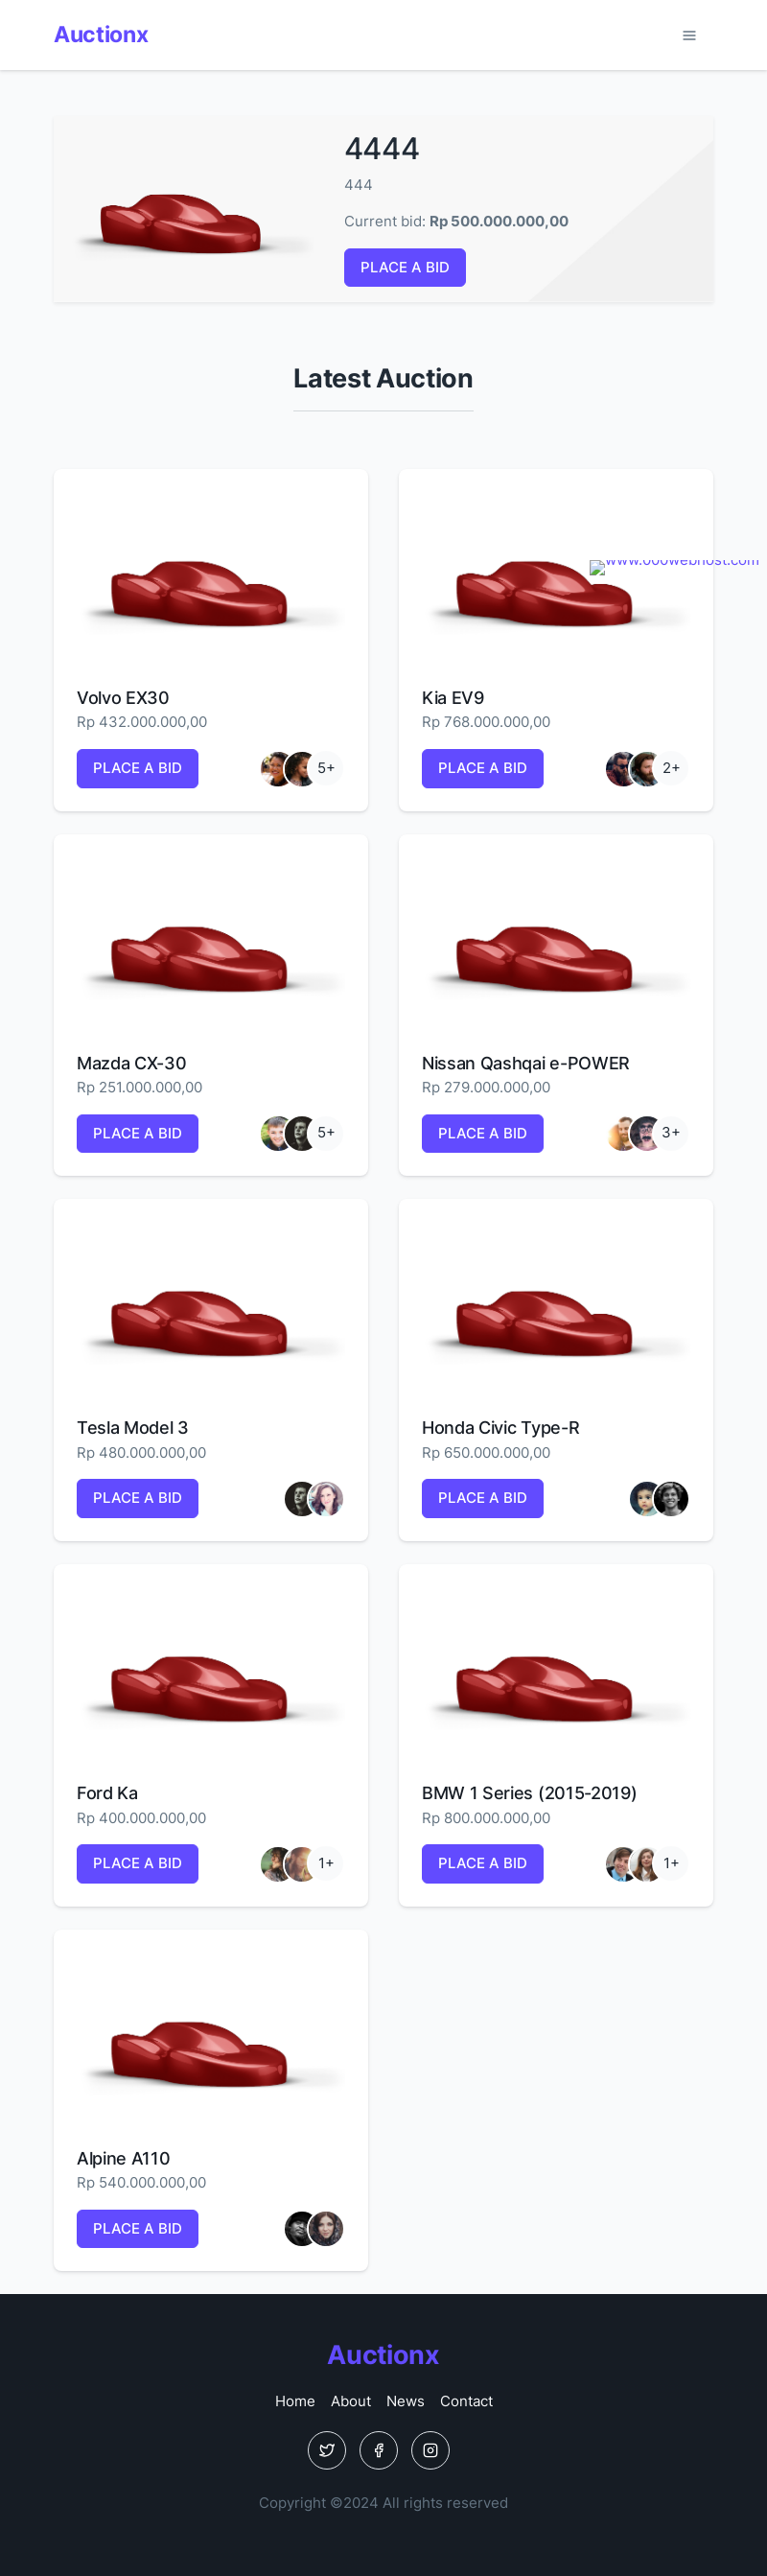 Auctionx
4444
444
Current bid: Rp 500.000.000,00
PLACE A BID
Latest Auction
www.000webhost.com
Volvo EX30
Rp 432.000.000,00
PLACE A BID
5+
Kia EV9
Rp 768.000.000,00
PLACE A BID
2+
Mazda CX-30
Rp 251.000.000,00
PLACE A BID
5+
Nissan Qashqai e-POWER
Rp 279.000.000,00
PLACE A BID
3+
Tesla Model 3
Rp 480.000.000,00
PLACE A BID
Honda Civic Type-R
Rp 650.000.000,00
PLACE A BID
Ford Ka
Rp 400.000.000,00
PLACE A BID
1+
BMW 1 Series (2015-2019)
Rp 800.000.000,00
PLACE A BID
1+
Alpine A110
Rp 540.000.000,00
PLACE A BID
Auctionx
Home About News Contact
Copyright ©2024 All rights reserved